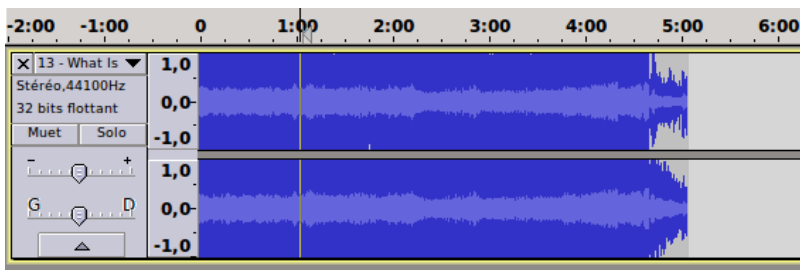 -2:00 -1:00 0 1:00 2:00 3:00 4:00 5:00 6:00
13 - What Is
Stéréo,44100Hz
32 bits flottant
Muet Solo
- +
G D
1,0
0,0
-1,0
1,0
0,0
-1,0